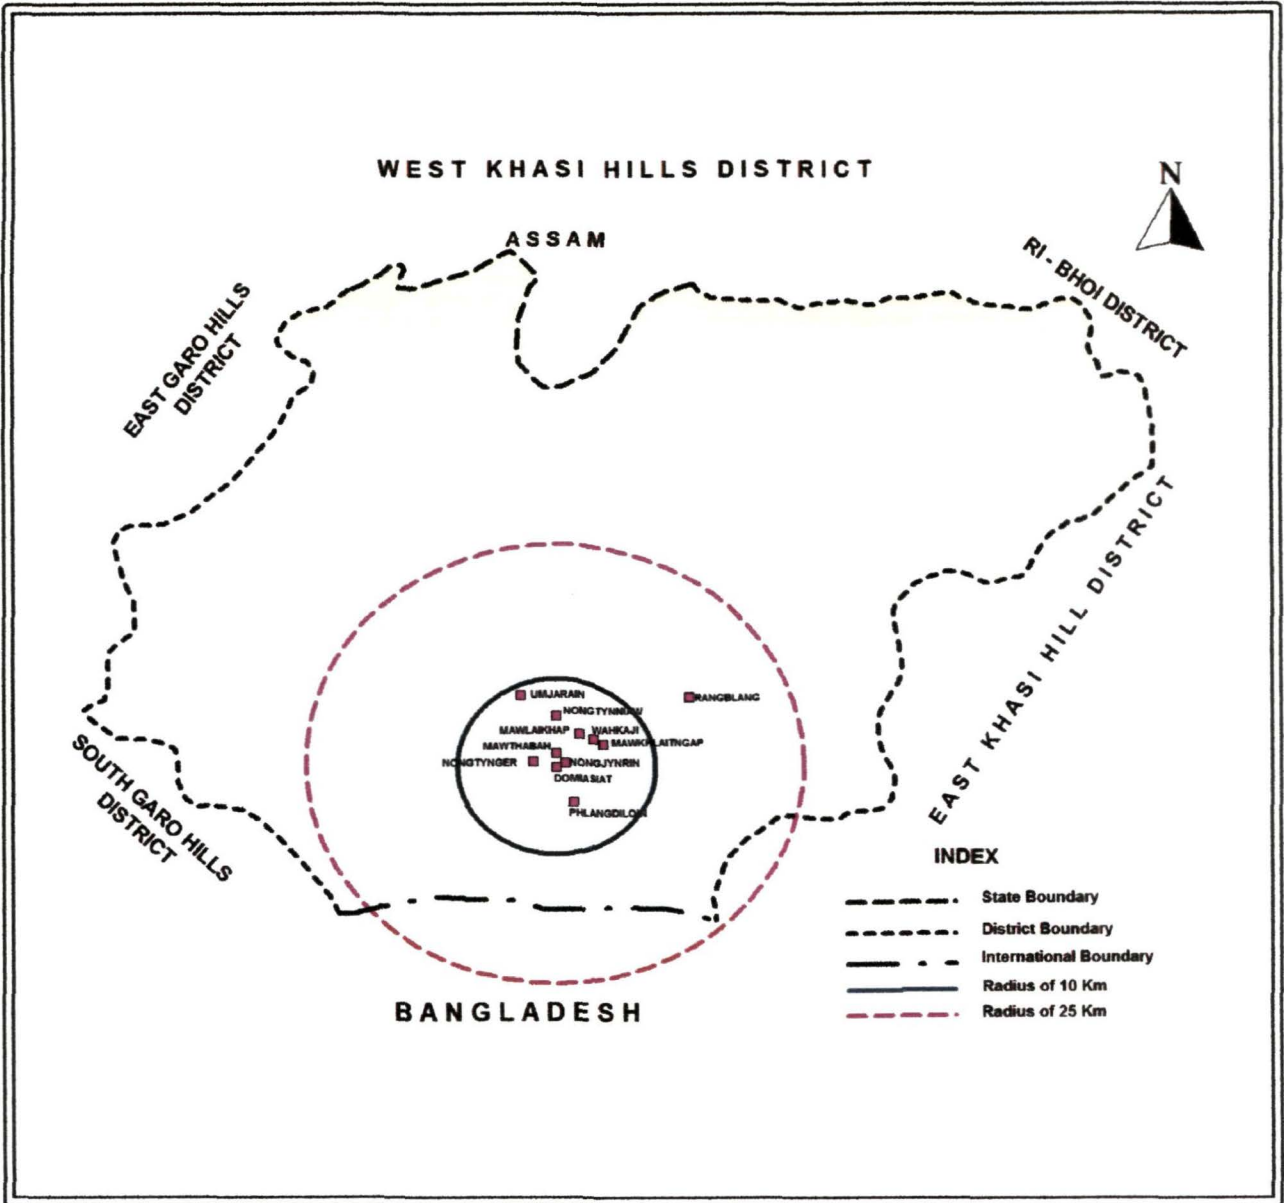 WEST KHASI HILLS DISTRICT
N
ASSAM
RI - BHOI DISTRICT
EAST GARO HILLS
DISTRICT
EAST KHASI HILL DISTRICT
UMJARAIN
RANGBLANG
MAWLAIKHAP
WAHKAJI
MAWTHABAH
NONGTYNGER
NONGJYNRIN
DOMIASIAT
SOUTH GARO HILLS
DISTRICT
INDEX
State Boundary
District Boundary
International Boundary
Radius of 10 Km
Radius of 25 Km
BANGLADESH